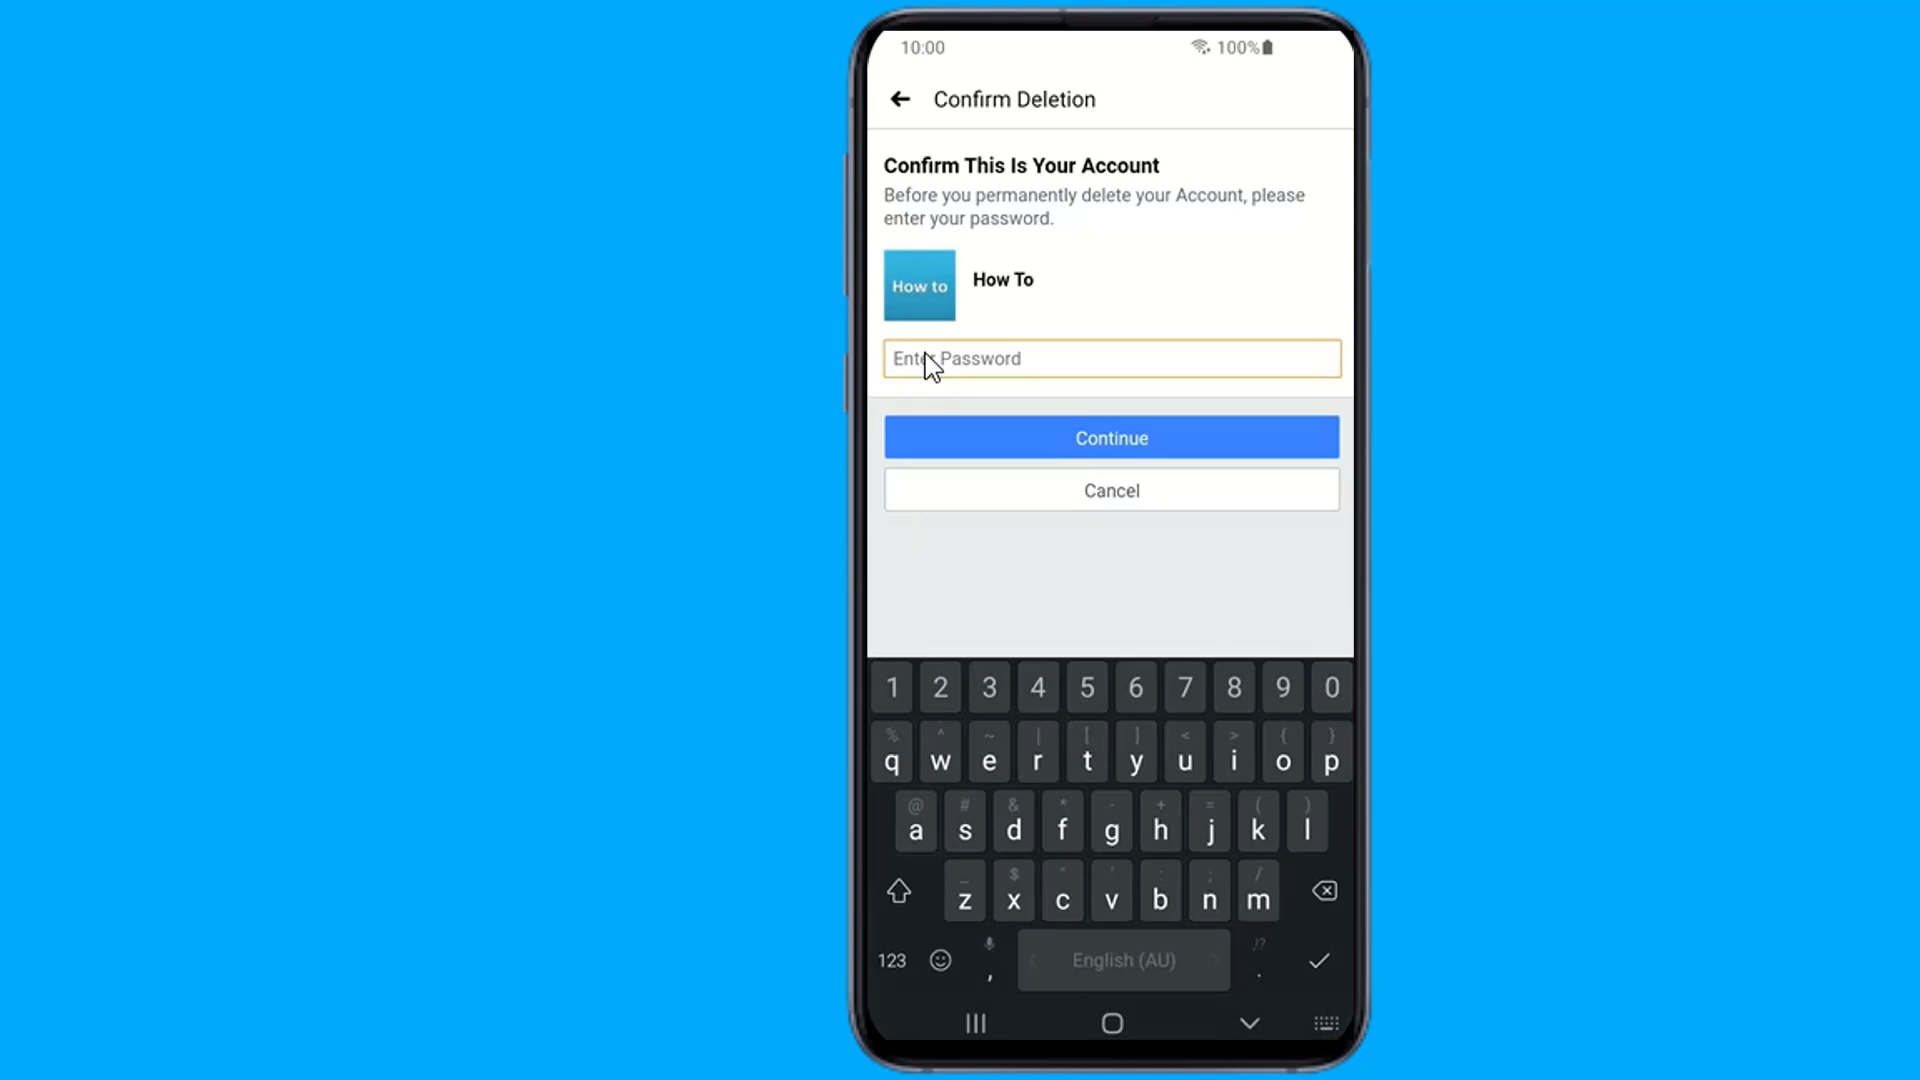 10:00
100%
Confirm Deletion
Confirm This Is Your Account
Before you permanently delete your Account, please
enter your password.
How to
How To
Enter Password
Continue
Cancel
1 2 3 4 5 6 7 8 9 0
% ^ ~ | [ ] < > { }
q w e r t y u i o p
@ # & * - + = ( )
a s d f g h j k l
_ $ " ' : ; /
z x c v b n m
!?
123 , English (AU) .